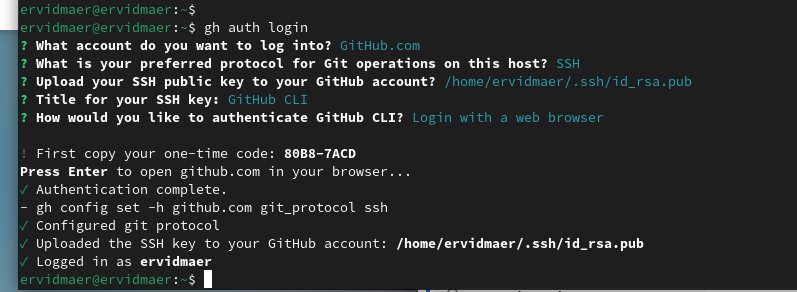 ervidmaer@ervidmaer:~$
ervidmaer@ervidmaer:~$ gh auth login
? What account do you want to log into? GitHub.com
? What is your preferred protocol for Git operations on this host? SSH
? Upload your SSH public key to your GitHub account? /home/ervidmaer/.ssh/id_rsa.pub
? Title for your SSH key: GitHub CLI
? How would you like to authenticate GitHub CLI? Login with a web browser
! First copy your one-time code: 80B8-7ACD
Press Enter to open github.com in your browser...
✓ Authentication complete.
- gh config set -h github.com git_protocol ssh
✓ Configured git protocol
✓ Uploaded the SSH key to your GitHub account: /home/ervidmaer/.ssh/id_rsa.pub
✓ Logged in as ervidmaer
ervidmaer@ervidmaer:~$